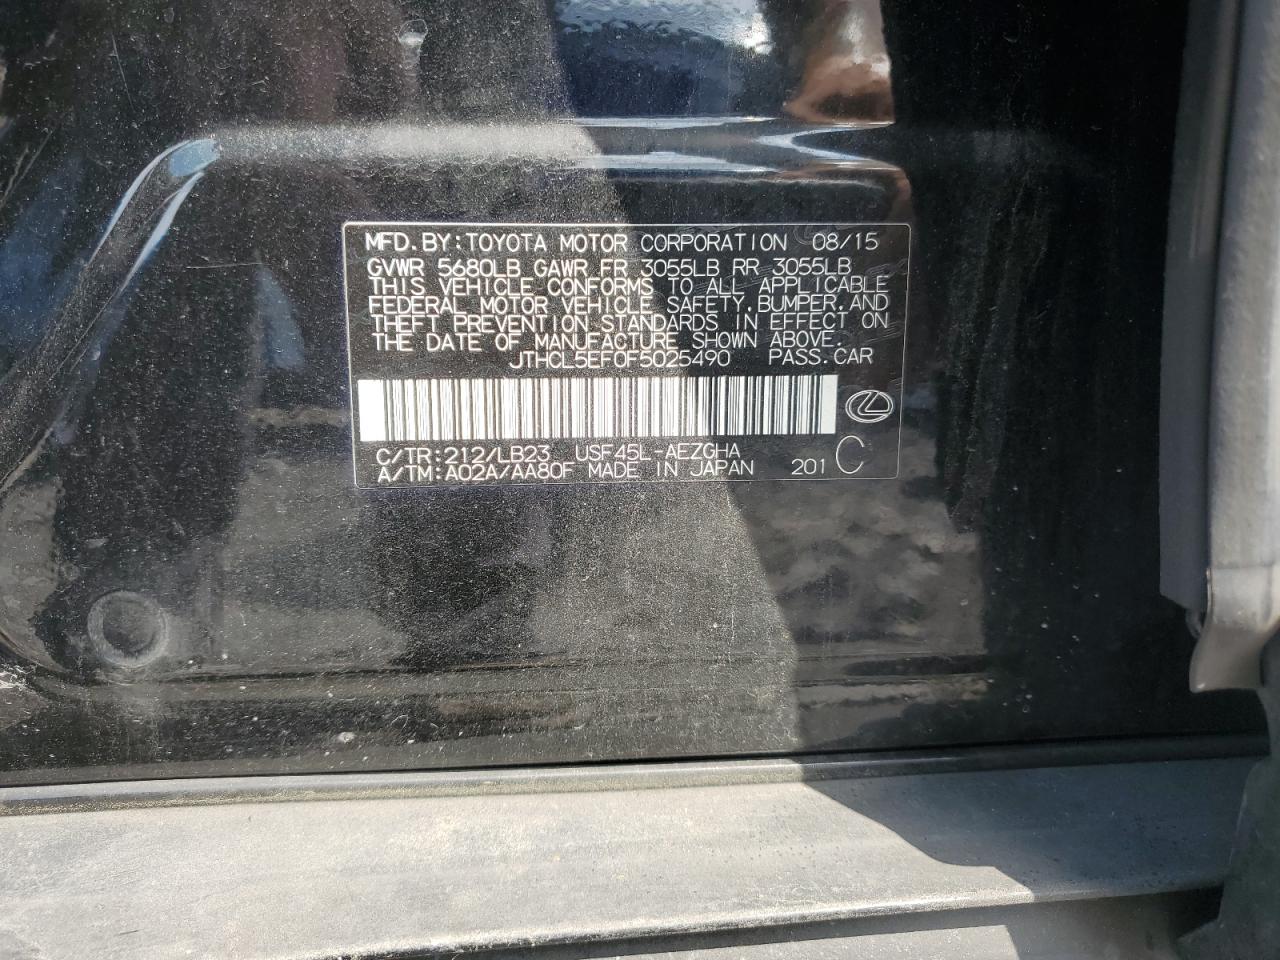 MFD.BY:TOYOTA MOTOR CORPORATION 08/15
GVWR 5680LB GAWR FR 3055LB RR 3055LB
THIS VEHICLE CONFORMS TO ALL APPLICABLE
FEDERAL MOTOR VEHICLE SAFETY,BUMPER,AND
THEFT PREVENTION STANDARDS IN EFFECT ON
THE DATE OF MANUFACTURE SHOWN ABOVE.
JTHCL5EF0F5025490 PASS.CAR
C/TR:212/LB23 USF45L-AEZGHA
A/TM:A02A/AA80F MADE IN JAPAN 201 C